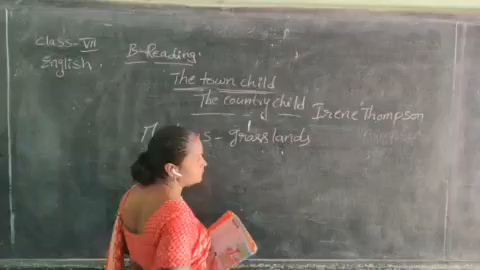 Class-VII
English.
B-Reading.
The town child
The country child Irene Thompson
grasslands